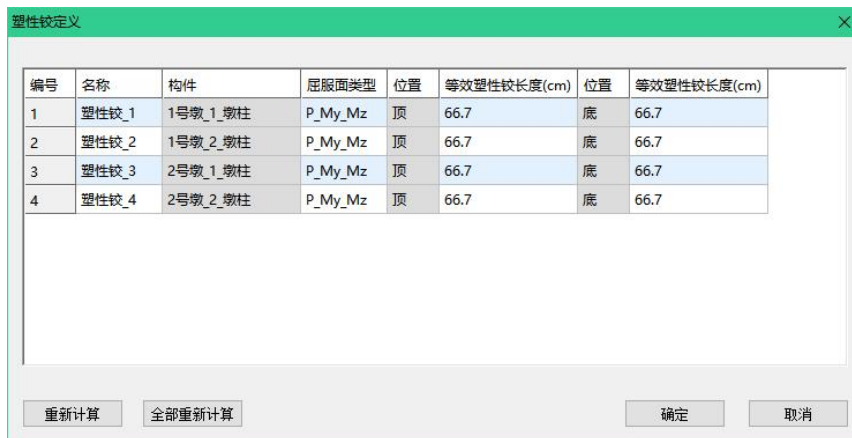 塑性铰定义
编号 名称 构件 屈服面类型 位置 等效塑性铰长度(cm) 位置 等效塑性铰长度(cm)
1 塑性铰_1 1号墩_1_墩柱 P_My_Mz 顶 66.7 底 66.7
2 塑性铰_2 1号墩_2_墩柱 P_My_Mz 顶 66.7 底 66.7
3 塑性铰_3 2号墩_1_墩柱 P_My_Mz 顶 66.7 底 66.7
4 塑性铰_4 2号墩_2_墩柱 P_My_Mz 顶 66.7 底 66.7
重新计算 全部重新计算 确定 取消